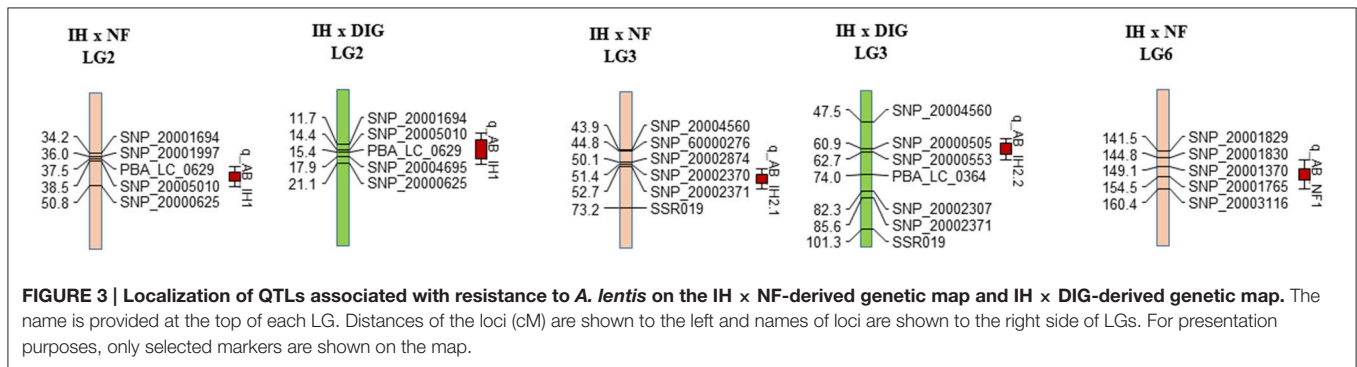 IH x NF
LG2
34.2 SNP_20001694
36.0 SNP_20001997
37.5 PBA_LC_0629
38.5 SNP_20005010
50.8 SNP_20000625
q_AB_IH1
IH x DIG
LG2
11.7 SNP_20001694
14.4 SNP_20005010
15.4 PBA_LC_0629
17.9 SNP_20004695
21.1 SNP_20000625
q_AB_IH1
IH x NF
LG3
43.9 SNP_20004560
44.8 SNP_60000276
50.1 SNP_20002874
51.4 SNP_20002370
52.7 SNP_20002371
73.2 SSR019
q_AB_IH2.1
IH x DIG
LG3
47.5 SNP_20004560
60.9 SNP_20000505
62.7 SNP_20000553
74.0 PBA_LC_0364
82.3 SNP_20002307
85.6 SNP_20002371
101.3 SSR019
q_AB_IH2.2
IH x NF
LG6
141.5 SNP_20001829
144.8 SNP_20001830
149.1 SNP_20001370
154.5 SNP_20001765
160.4 SNP_20003116
q_AB_NF1
FIGURE 3 | Localization of QTLs associated with resistance to A. lentis on the IH × NF-derived genetic map and IH × DIG-derived genetic map. The
name is provided at the top of each LG. Distances of the loci (cM) are shown to the left and names of loci are shown to the right side of LGs. For presentation
purposes, only selected markers are shown on the map.